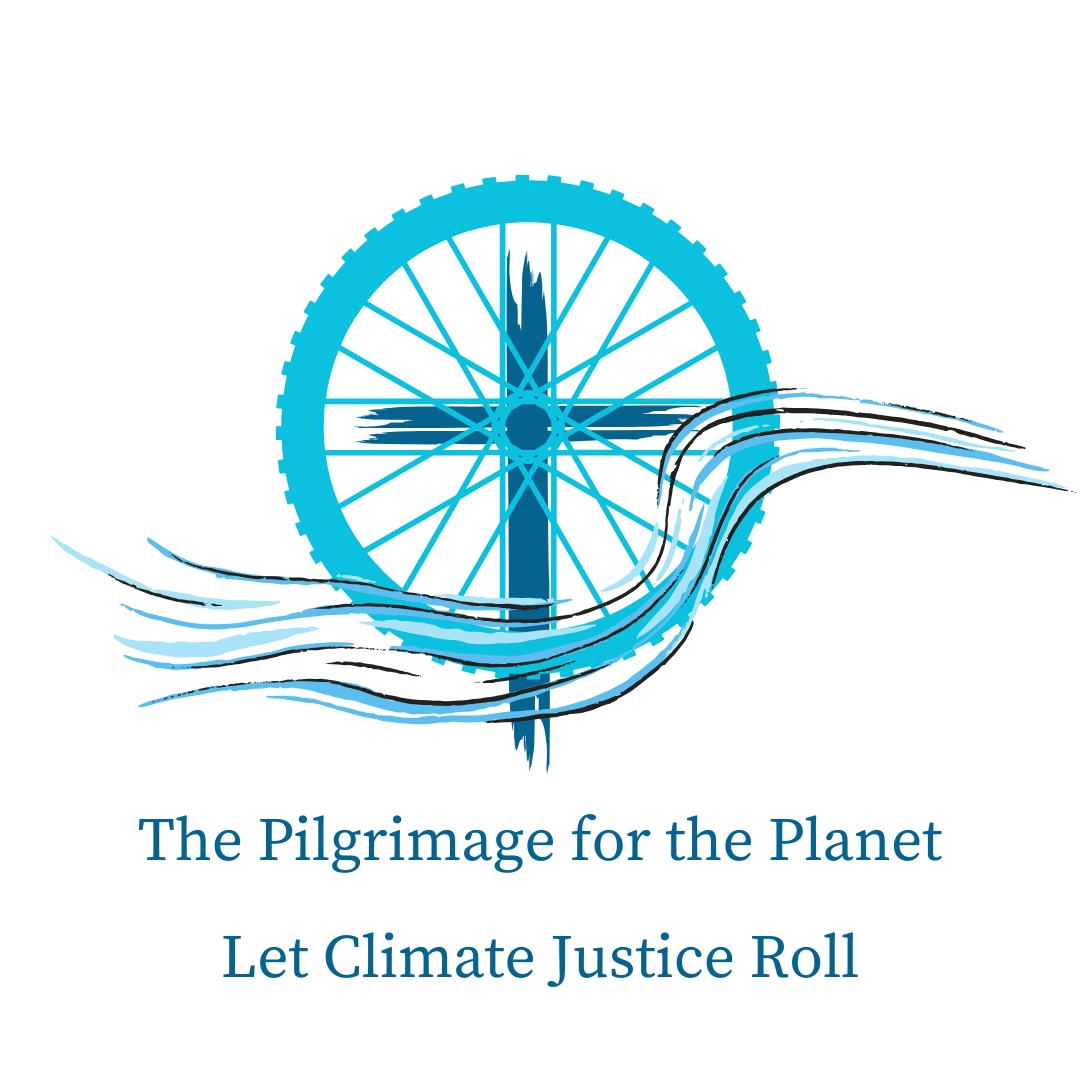 The Pilgrimage for the Planet
Let Climate Justice Roll